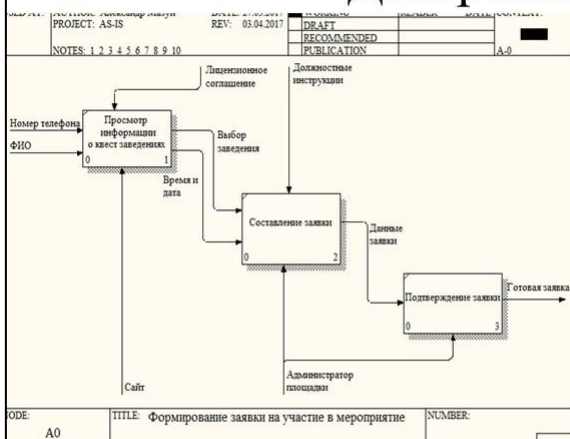 PROJECT: AS-IS
REV: 03.04.2017
DRAFT
RECOMMENDED
NOTES: 1 2 3 4 5 6 7 8 9 10
PUBLICATION
A-0
Лицензионное
соглашение
Должностные
инструкции
Номер телефона
ФИО
Просмотр
информации
о квест заведениях
0 1
Выбор
заведения
Время и
дата
Составление заявки
0 2
Данные
заявки
Подтверждение заявки
0 3
Готовая заявка
Сайт
Администратор
площадки
TITLE: Формирование заявки на участие в мероприятие
NUMBER:
A0